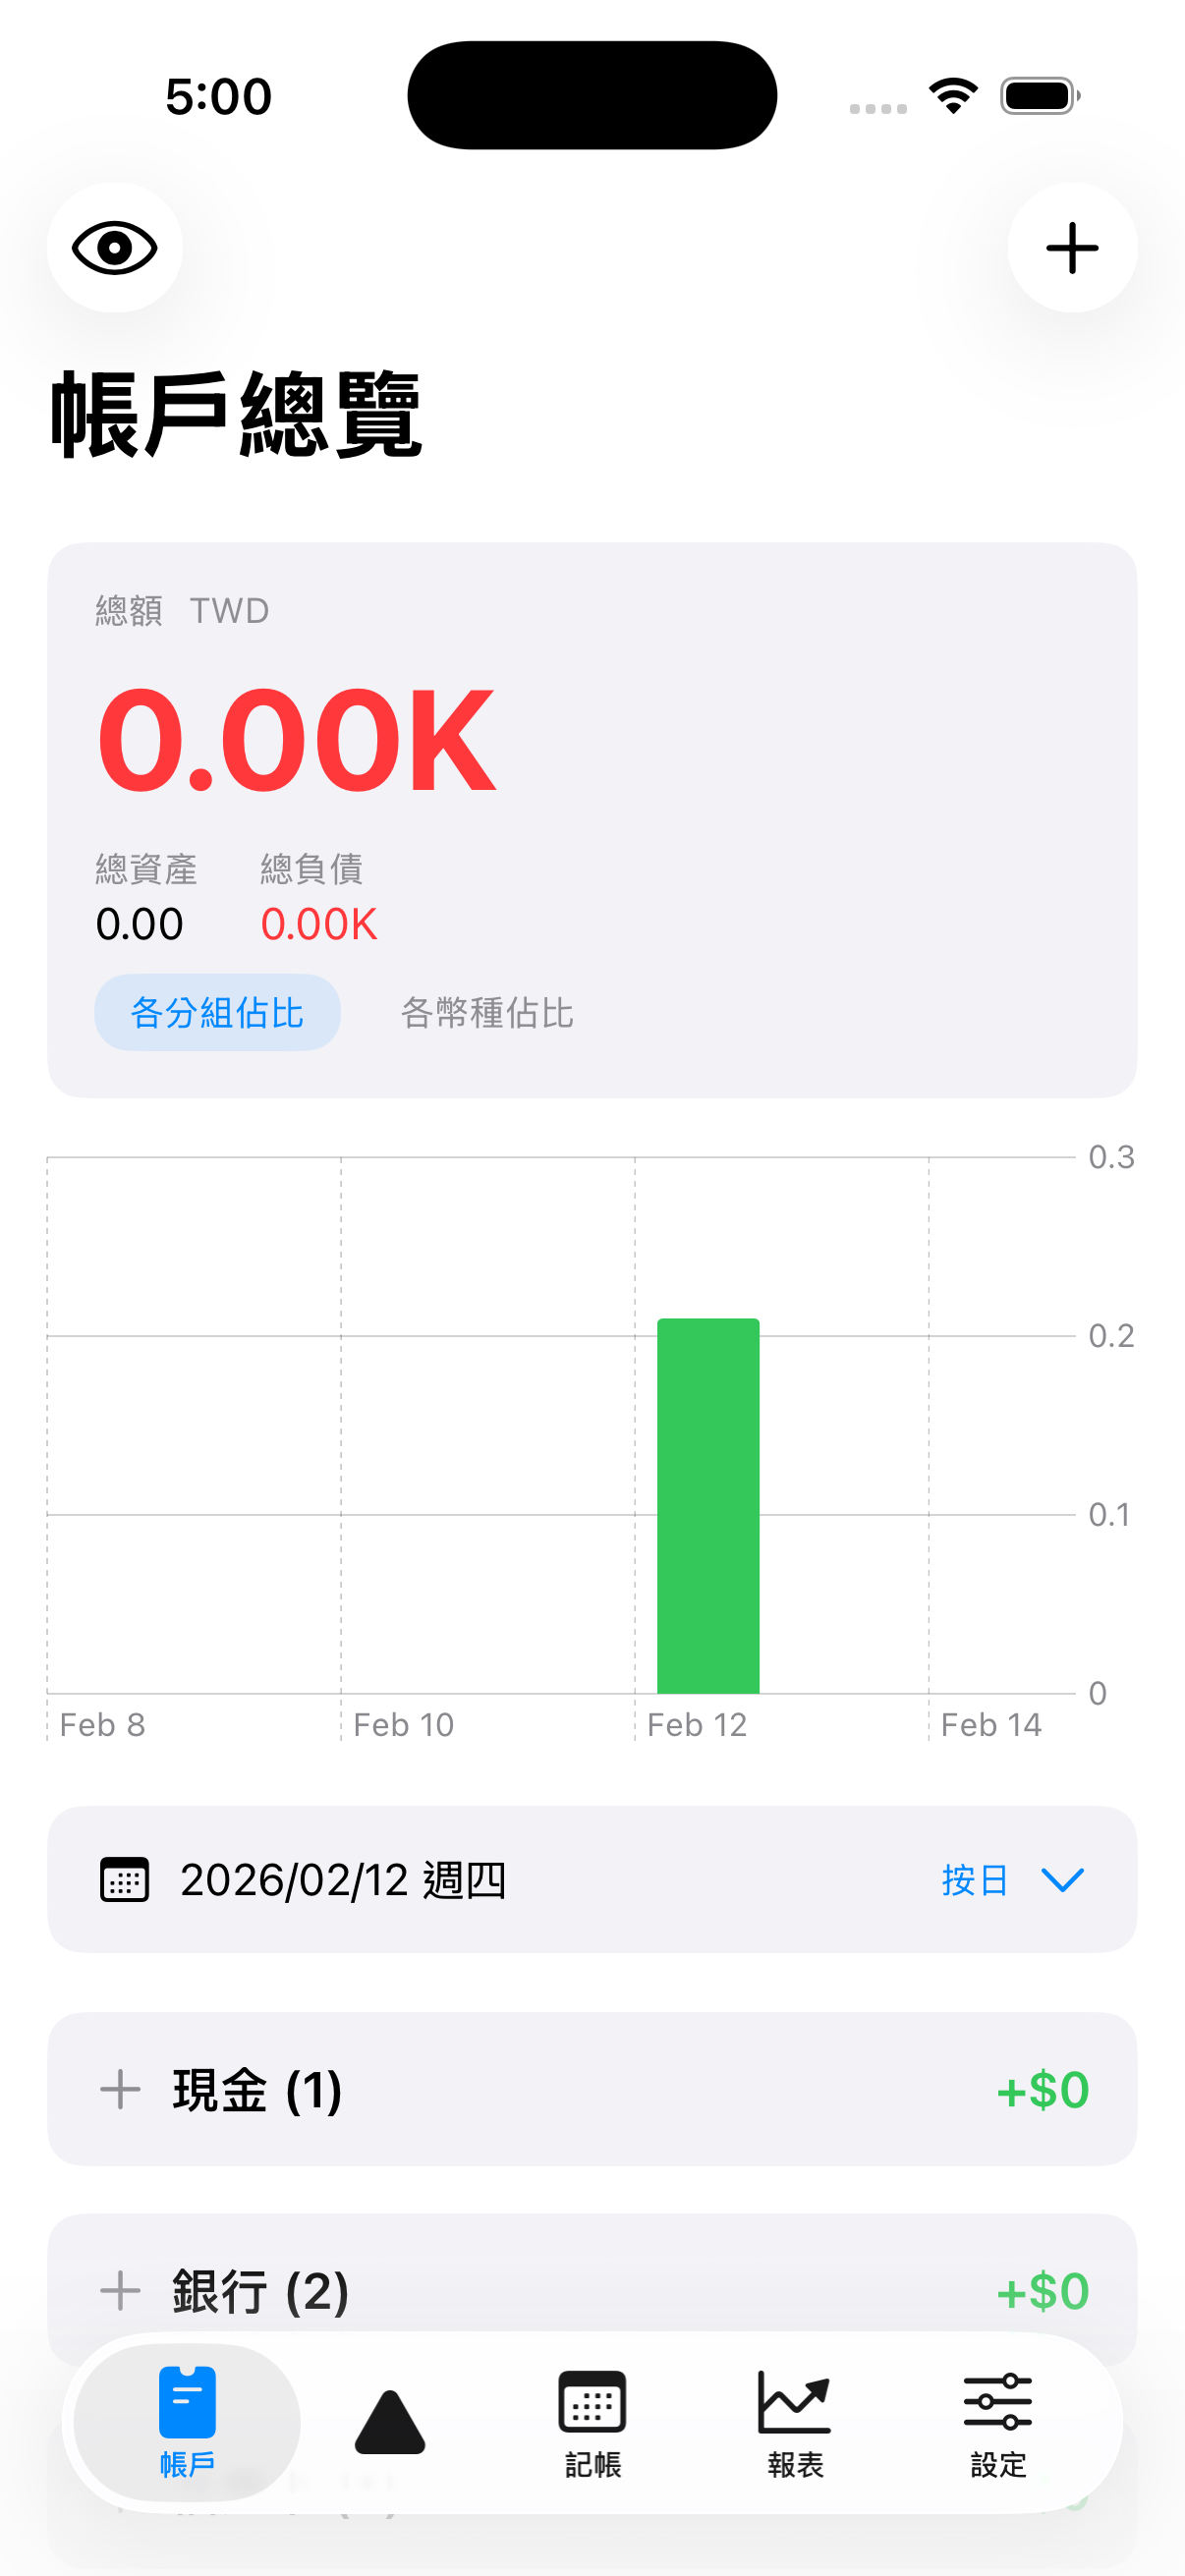 5:00
帳戶總覽
總額 TWD
0.00K
總資產 總負債
0.00 0.00K
各分組佔比 各幣種佔比
0.3
0.2
0.1
0
Feb 8 Feb 10 Feb 12 Feb 14
2026/02/12 週四 按日
現金 (1) +$0
銀行 (2) +$0
帳戶 記帳 報表 設定